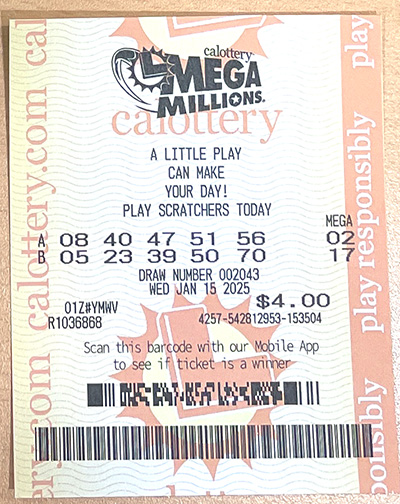 calottery
MEGA
MILLIONS®
calottery
A LITTLE PLAY
CAN MAKE
YOUR DAY!
PLAY SCRATCHERS TODAY
MEGA
A 08 40 47 51 56 02
B 05 23 39 50 70 17
DRAW NUMBER 002043
WED JAN 15 2025
$4.00
01Z#YMWV
R1036868 4257-542812953-153504
Scan this barcode with our Mobile App
to see if ticket is a winner
.com calottery.com cal
play responsibly play